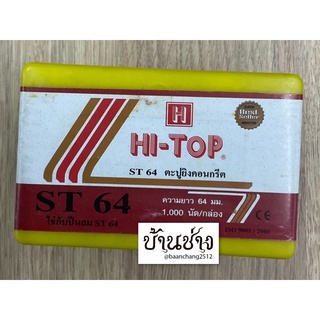 H
Best
Seller
HI-TOP®
ST 64 ตะปูยิงคอนกรีต
ST 64
ใช้กับปืนลม ST 64
ความยาว 64 มม.
1,000 นัด/กล่อง
CE
ISO 9001 : 2000
บ้านช่าง
@baanchang2512